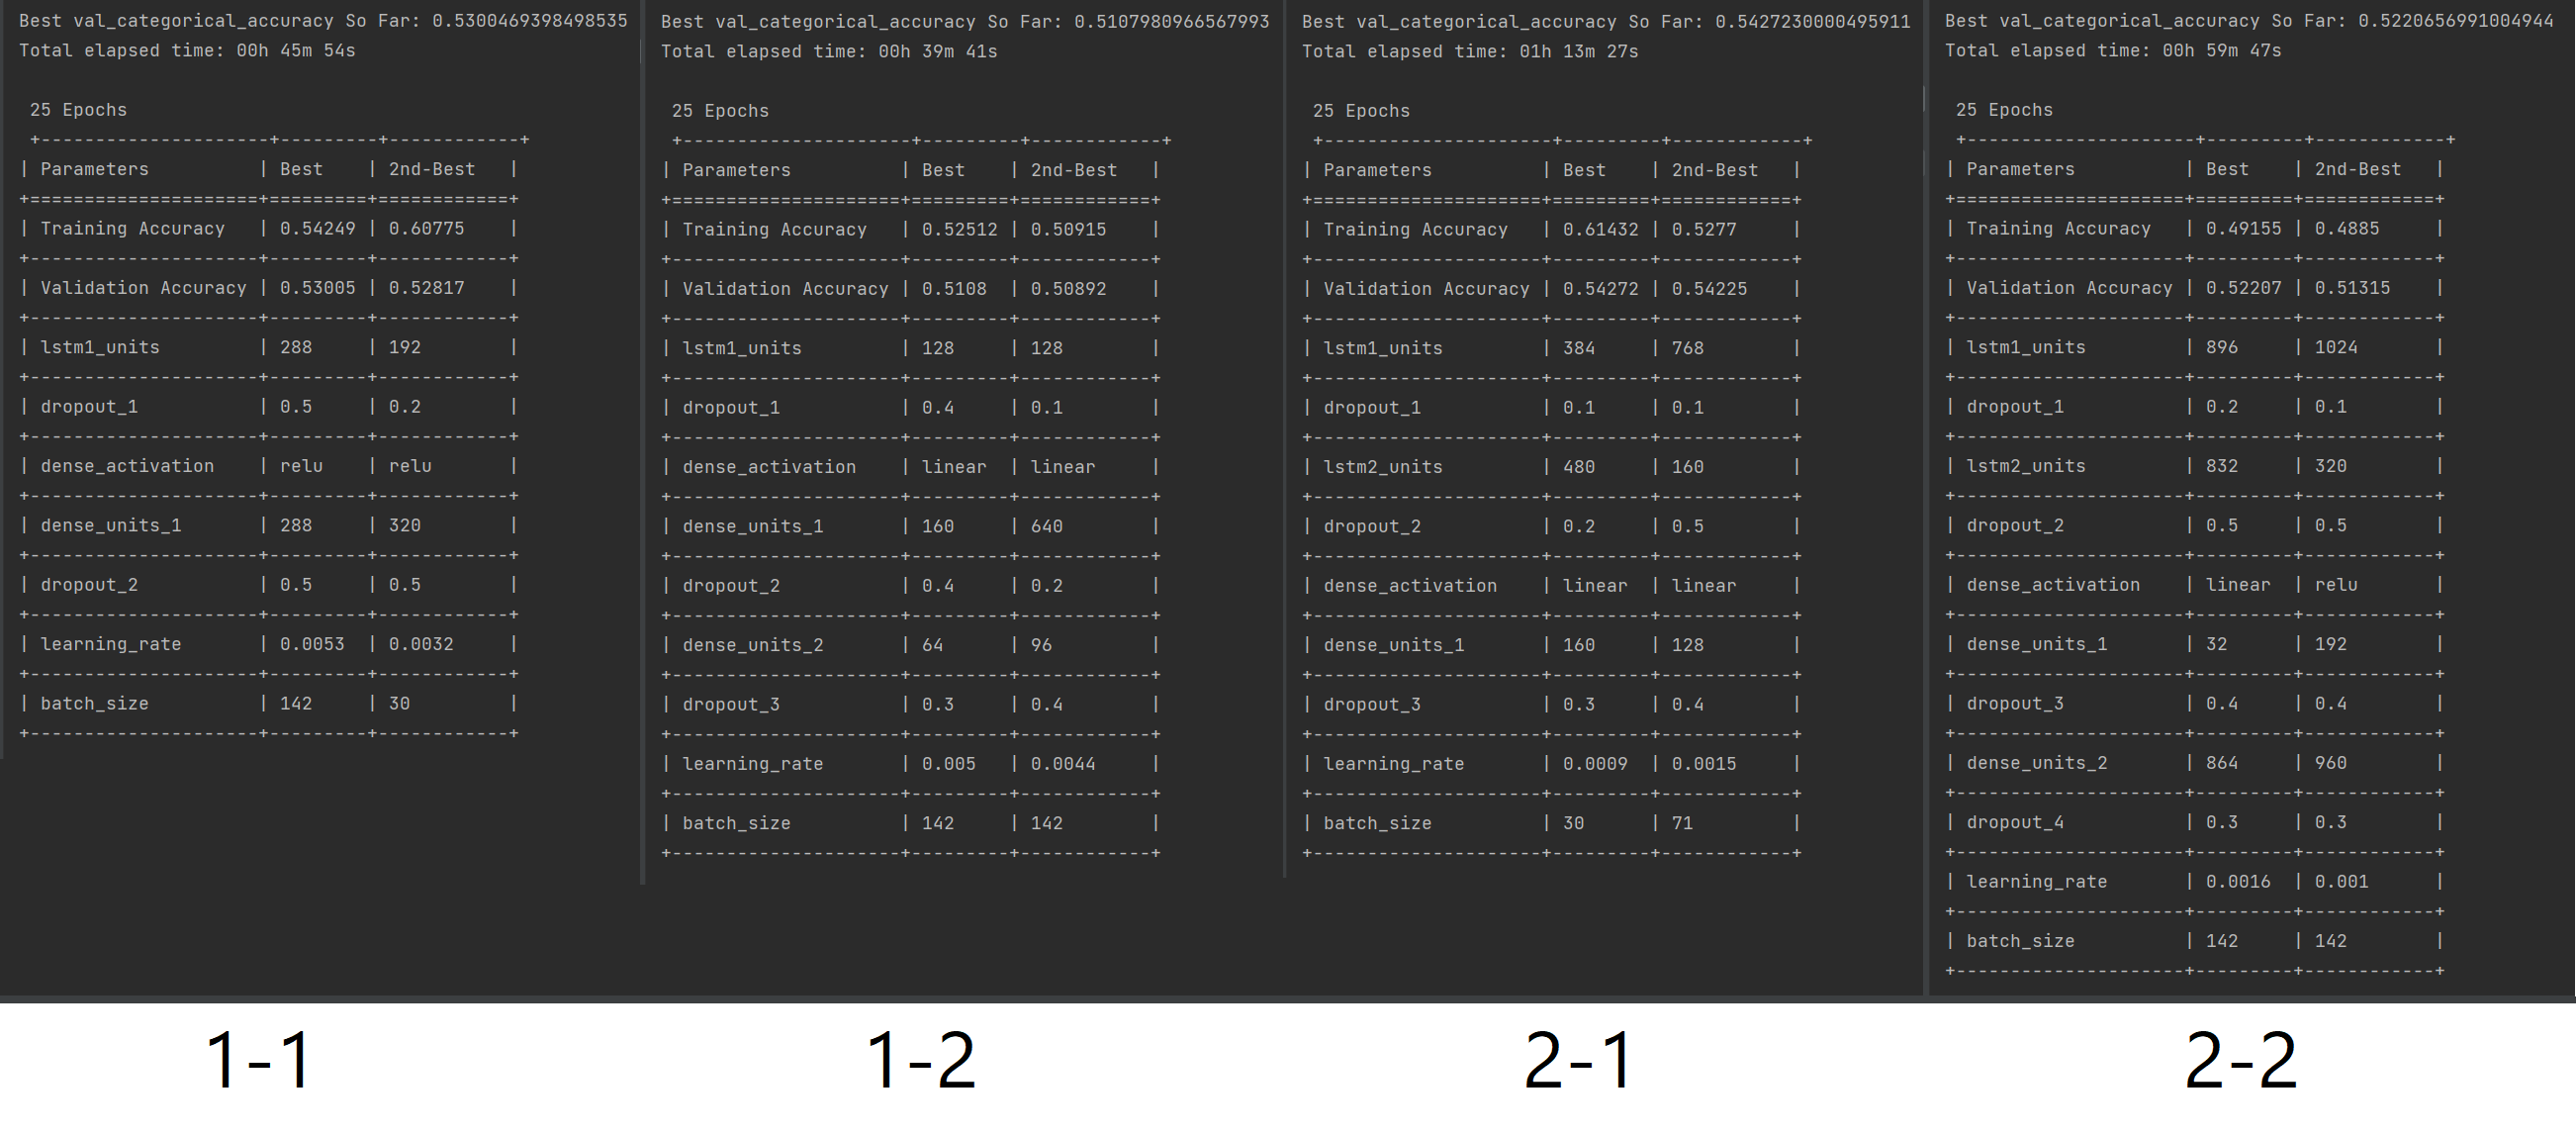 Best val_categorical_accuracy So Far: 0.5300469398498535
Total elapsed time: 00h 45m 54s
25 Epochs
+----------------------+---------+------------+
| Parameters | Best | 2nd-Best |
+=====================+=========+============+
| Training Accuracy | 0.54249 | 0.60775 |
+---------------------+---------+------------+
| Validation Accuracy | 0.53005 | 0.52817 |
+---------------------+---------+------------+
| lstm1_units | 288 | 192 |
+---------------------+---------+------------+
| dropout_1 | 0.5 | 0.2 |
+---------------------+---------+------------+
| dense_activation | relu | relu |
+---------------------+---------+------------+
| dense_units_1 | 288 | 320 |
+---------------------+---------+------------+
| dropout_2 | 0.5 | 0.5 |
+---------------------+---------+------------+
| learning_rate | 0.0053 | 0.0032 |
+---------------------+---------+------------+
| batch_size | 142 | 30 |
+---------------------+---------+------------+
1-1
Best val_categorical_accuracy So Far: 0.5107980966567993
Total elapsed time: 00h 39m 41s
25 Epochs
+---------------------+---------+------------+
| Parameters | Best | 2nd-Best |
+=====================+=========+============+
| Training Accuracy | 0.52512 | 0.50915 |
+---------------------+---------+------------+
| Validation Accuracy | 0.5108 | 0.50892 |
+---------------------+---------+------------+
| lstm1_units | 128 | 128 |
+---------------------+---------+------------+
| dropout_1 | 0.4 | 0.1 |
+---------------------+---------+------------+
| dense_activation | linear | linear |
+---------------------+---------+------------+
| dense_units_1 | 160 | 640 |
+---------------------+---------+------------+
| dropout_2 | 0.4 | 0.2 |
+---------------------+---------+------------+
| dense_units_2 | 64 | 96 |
+---------------------+---------+------------+
| dropout_3 | 0.3 | 0.4 |
+---------------------+---------+------------+
| learning_rate | 0.005 | 0.0044 |
+---------------------+---------+------------+
| batch_size | 142 | 142 |
+---------------------+---------+------------+
1-2
Best val_categorical_accuracy So Far: 0.5427230000495911
Total elapsed time: 01h 13m 27s
25 Epochs
+---------------------+---------+------------+
| Parameters | Best | 2nd-Best |
+=====================+=========+============+
| Training Accuracy | 0.61432 | 0.5277 |
+---------------------+---------+------------+
| Validation Accuracy | 0.54272 | 0.54225 |
+---------------------+---------+------------+
| lstm1_units | 384 | 768 |
+---------------------+---------+------------+
| dropout_1 | 0.1 | 0.1 |
+---------------------+---------+------------+
| lstm2_units | 480 | 160 |
+---------------------+---------+------------+
| dropout_2 | 0.2 | 0.5 |
+---------------------+---------+------------+
| dense_activation | linear | linear |
+---------------------+---------+------------+
| dense_units_1 | 160 | 128 |
+---------------------+---------+------------+
| dropout_3 | 0.3 | 0.4 |
+---------------------+---------+------------+
| learning_rate | 0.0009 | 0.0015 |
+---------------------+---------+------------+
| batch_size | 30 | 71 |
+---------------------+---------+------------+
2-1
Best val_categorical_accuracy So Far: 0.5220656991004944
Total elapsed time: 00h 59m 47s
25 Epochs
+---------------------+---------+------------+
| Parameters | Best | 2nd-Best |
+=====================+=========+============+
| Training Accuracy | 0.49155 | 0.4885 |
+---------------------+---------+------------+
| Validation Accuracy | 0.52207 | 0.51315 |
+---------------------+---------+------------+
| lstm1_units | 896 | 1024 |
+---------------------+---------+------------+
| dropout_1 | 0.2 | 0.1 |
+---------------------+---------+------------+
| lstm2_units | 832 | 320 |
+---------------------+---------+------------+
| dropout_2 | 0.5 | 0.5 |
+---------------------+---------+------------+
| dense_activation | linear | relu |
+---------------------+---------+------------+
| dense_units_1 | 32 | 192 |
+---------------------+---------+------------+
| dropout_3 | 0.4 | 0.4 |
+---------------------+---------+------------+
| dense_units_2 | 864 | 960 |
+---------------------+---------+------------+
| dropout_4 | 0.3 | 0.3 |
+---------------------+---------+------------+
| learning_rate | 0.0016 | 0.001 |
+---------------------+---------+------------+
| batch_size | 142 | 142 |
+---------------------+---------+------------+
2-2